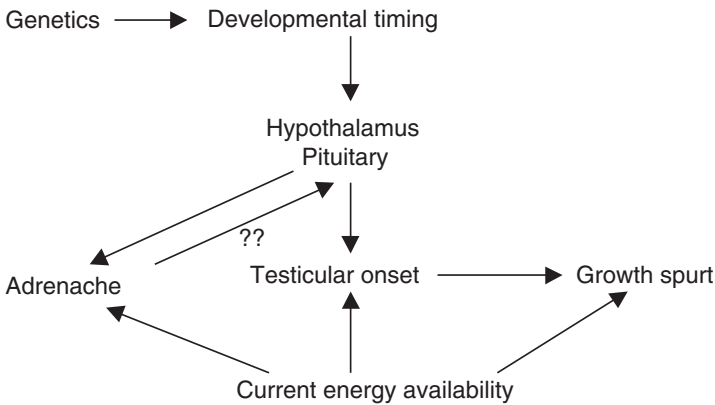 Genetics
Developmental timing
Hypothalamus
Pituitary
??
Adrenache
Testicular onset
Growth spurt
Current energy availability